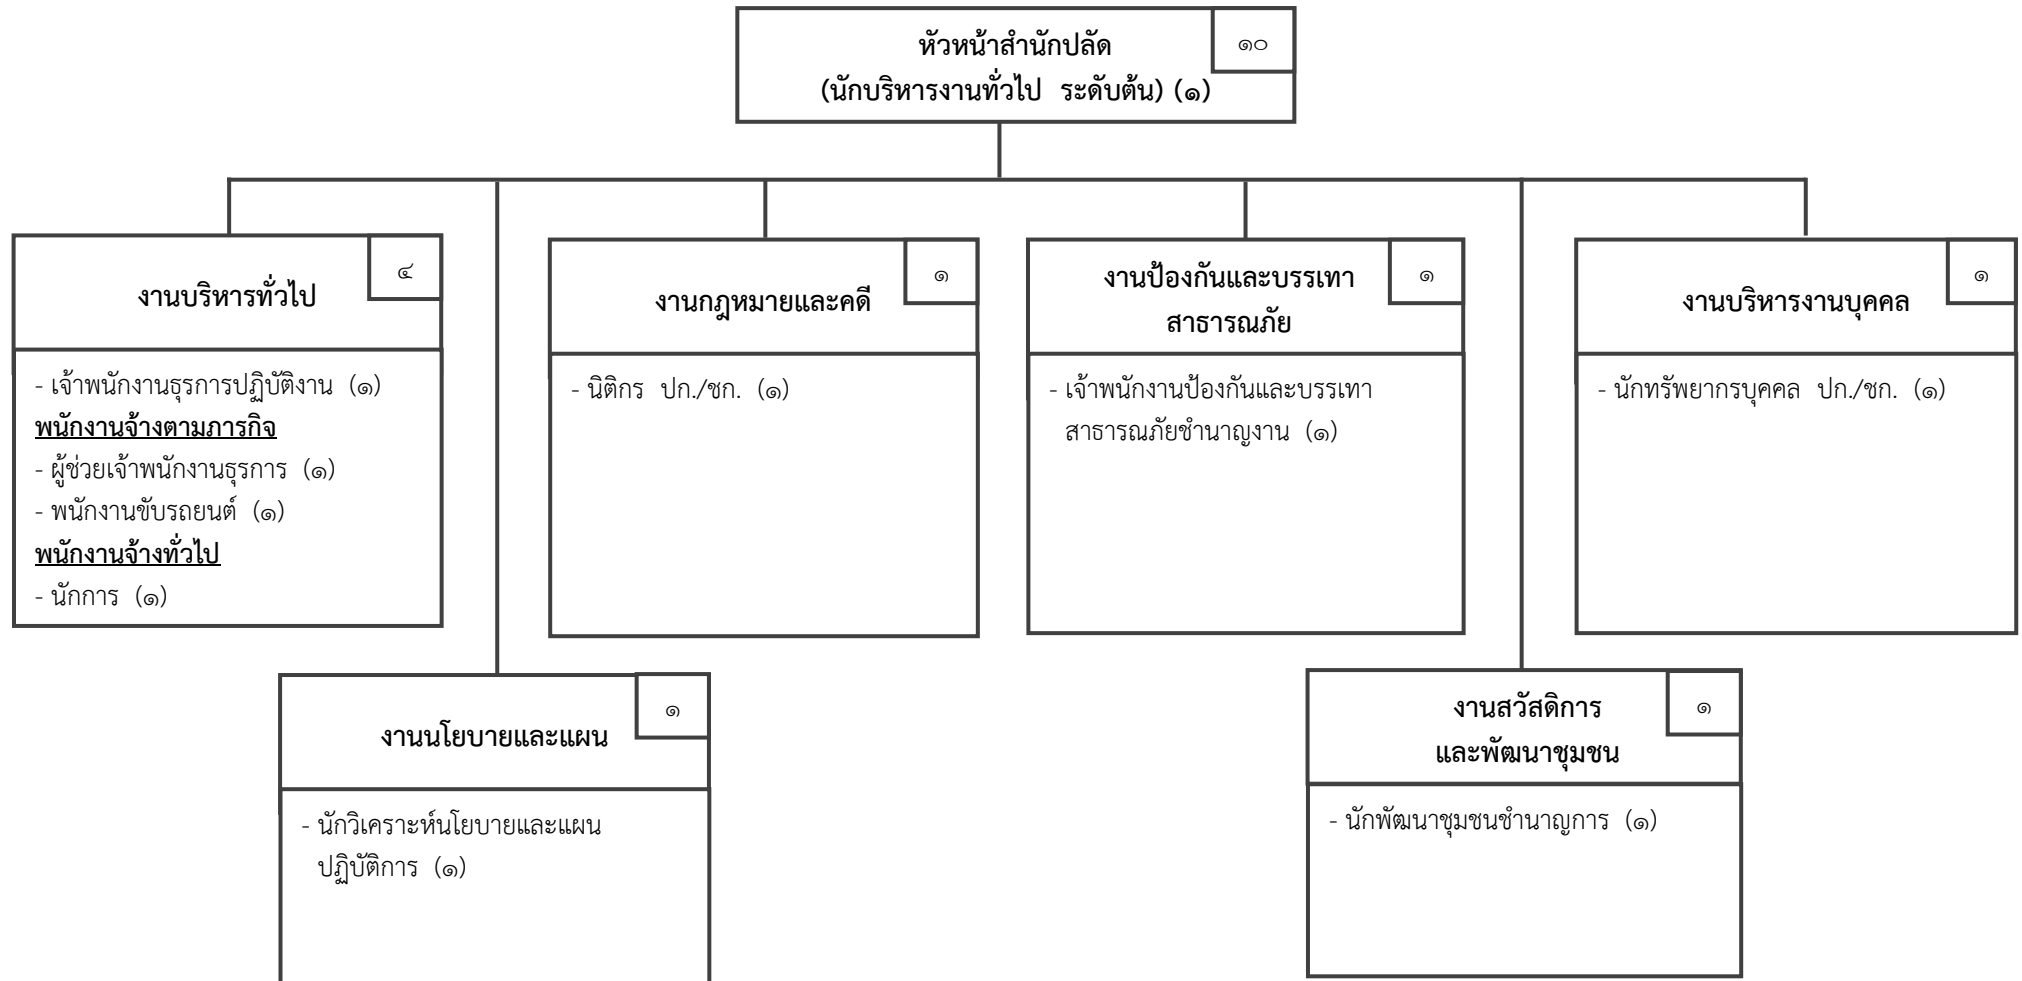 หัวหน้าสำนักปลัด
๑๐
(นักบริหารงานทั่วไป ระดับต้น) (๑)
งานบริหารทั่วไป
๔
- เจ้าพนักงานธุรการปฏิบัติงาน (๑)
พนักงานจ้างตามภารกิจ
- ผู้ช่วยเจ้าพนักงานธุรการ (๑)
- พนักงานขับรถยนต์ (๑)
พนักงานจ้างทั่วไป
- นักการ (๑)
งานกฎหมายและคดี
๑
- นิติกร ปก./ชก. (๑)
งานป้องกันและบรรเทา
สาธารณภัย
๑
- เจ้าพนักงานป้องกันและบรรเทา
สาธารณภัยชำนาญงาน (๑)
งานบริหารงานบุคคล
๑
- นักทรัพยากรบุคคล ปก./ชก. (๑)
งานนโยบายและแผน
๑
- นักวิเคราะห์นโยบายและแผน
ปฏิบัติการ (๑)
งานสวัสดิการ
และพัฒนาชุมชน
๑
- นักพัฒนาชุมชนชำนาญการ (๑)